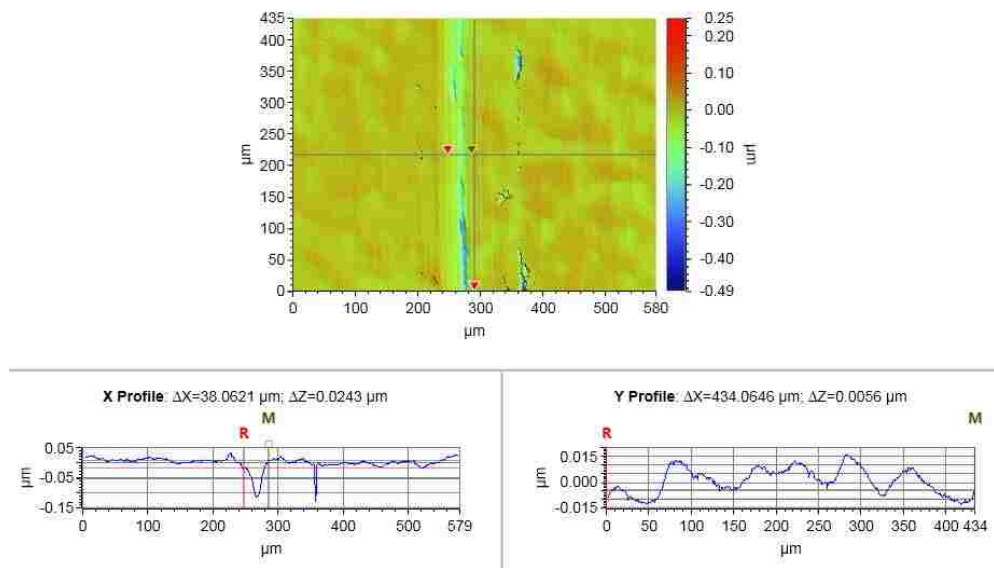 435
400
350
300
250
200
150
100
50
0
µm
0 100 200 300 400 500 580
µm
0.25
0.20
0.10
0.00
-0.10
-0.20
-0.30
-0.40
-0.49
µm
X Profile: ΔX=38.0621 µm; ΔZ=0.0243 µm
R M
0.05
-0.05
-0.15
µm
0 100 200 300 400 500 579
µm
Y Profile: ΔX=434.0646 µm; ΔZ=0.0056 µm
R M
0.015
0.000
-0.015
µm
0 50 100 150 200 250 300 350 400 434
µm